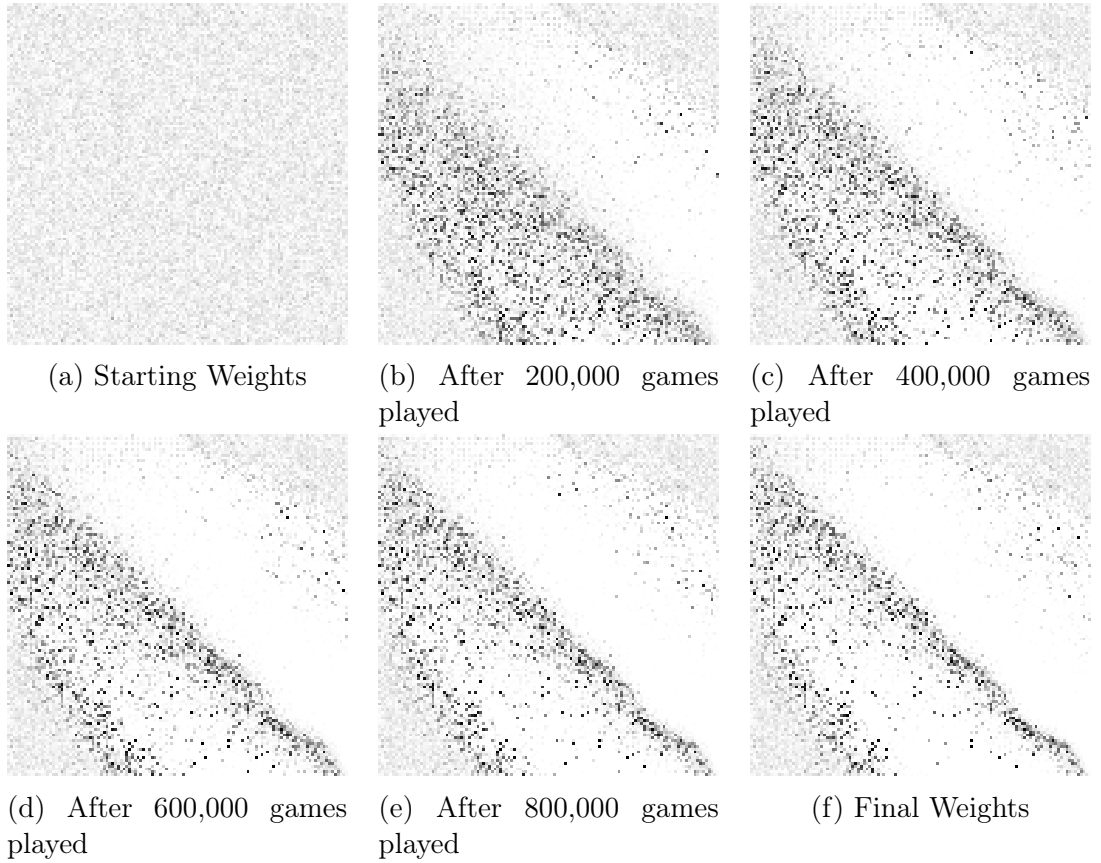 (a) Starting Weights
(b) After 200,000 games
played
(c) After 400,000 games
played
(d) After 600,000 games
played
(e) After 800,000 games
played
(f) Final Weights